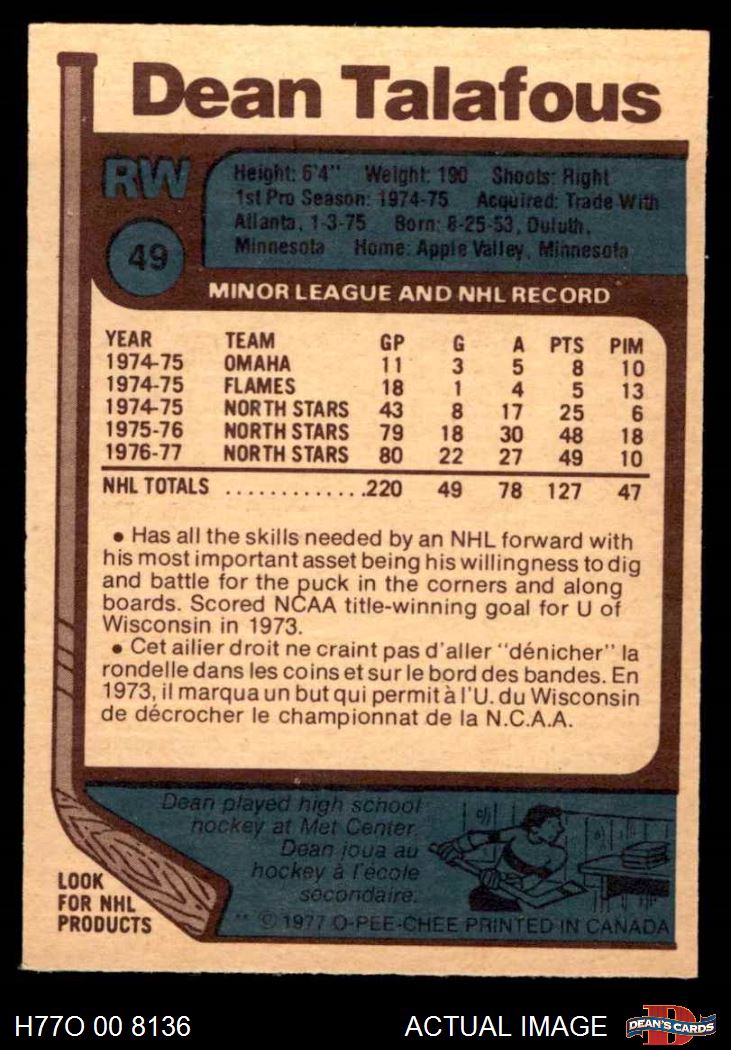 Dean Talafous
RW
Height: 6'4" Weight: 190 Shoots: Right
1st Pro Season: 1974-75 Acquired: Trade With
Atlanta, 1-3-75 Born: 8-25-53, Duluth,
Minnesota Home: Apple Valley, Minnesota
49
MINOR LEAGUE AND NHL RECORD
YEAR TEAM GP G A PTS PIM
1974-75 OMAHA 11 3 5 8 10
1974-75 FLAMES 18 1 4 5 13
1974-75 NORTH STARS 43 8 17 25 6
1975-76 NORTH STARS 79 18 30 48 18
1976-77 NORTH STARS 80 22 27 49 10
NHL TOTALS ..............220 49 78 127 47
• Has all the skills needed by an NHL forward with
his most important asset being his willingness to dig
and battle for the puck in the corners and along
boards. Scored NCAA title-winning goal for U of
Wisconsin in 1973.
• Cet ailier droit ne craint pas d'aller "dénicher" la
rondelle dans les coins et sur le bord des bandes. En
1973, il marqua un but qui permit à l'U. du Wisconsin
de décrocher le championnat de la N.C.A.A.
Dean played high school
hockey at Met Center.
Dean joua au
hockey à l'école
secondaire.
LOOK
FOR NHL
PRODUCTS
** © 1977 O-PEE-CHEE PRINTED IN CANADA
H77O 00 8136
ACTUAL IMAGE
D
DEAN'S CARDS